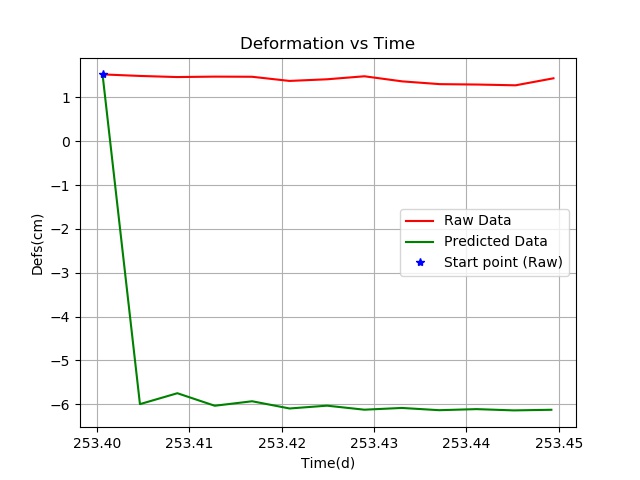 Deformation vs Time
Defs(cm)
1
0
−1
−2
−3
−4
−5
−6
Raw Data
Predicted Data
Start point (Raw)
253.40 253.41 253.42 253.43 253.44 253.45
Time(d)